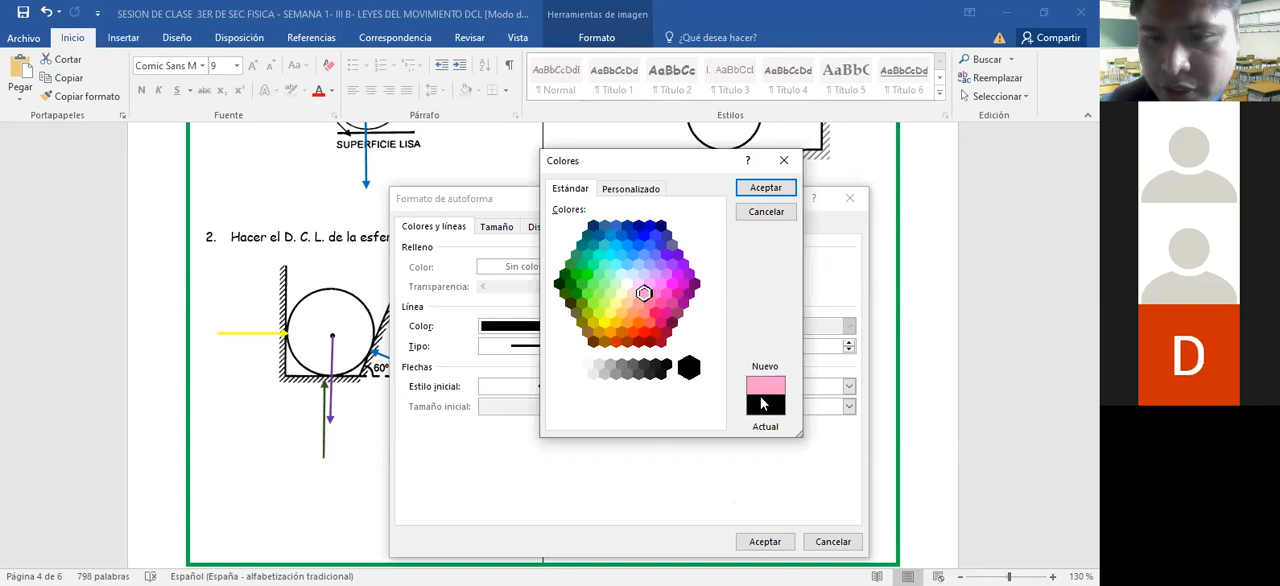 SESION DE CLASE 3ER DE SEC FISICA - SEMANA 1- III B- LEYES DEL MOVIMIENTO DCL [Modo d...
Herramientas de imagen
Archivo Inicio Insertar Diseño Disposición Referencias Correspondencia Revisar Vista Formato ¿Qué desea hacer? Compartir
Pegar
Cortar
Copiar
Copiar formato
Portapapeles
Comic Sans M 9 Aa
N K S abc x₂ x² A A
Fuente
Párrafo
AaBbCcDdI AaBbCcDd AaBbCc I. AaBbCcI AaBbCcDd AaBbC AaBbCcDd
¶ Normal ¶ Título 1 ¶ Título 2 ¶ Título 3 ¶ Título 4 ¶ Título 5 ¶ Título 6
Estilos
Buscar
Reemplazar
Seleccionar
Edición
SUPERFICIE LISA
2. Hacer el D. C. L. de la esfer
60°
Formato de autoforma ?
Colores y líneas Tamaño Dis
Relleno
Color: Sin colo
Transparencia:
Línea
Color:
Tipo:
Flechas
Estilo inicial:
Tamaño inicial:
Aceptar Cancelar
Colores ?
Estándar Personalizado
Colores:
Aceptar
Cancelar
Nuevo
Actual
D
Página 4 de 6 798 palabras Español (España - alfabetización tradicional) 130 %